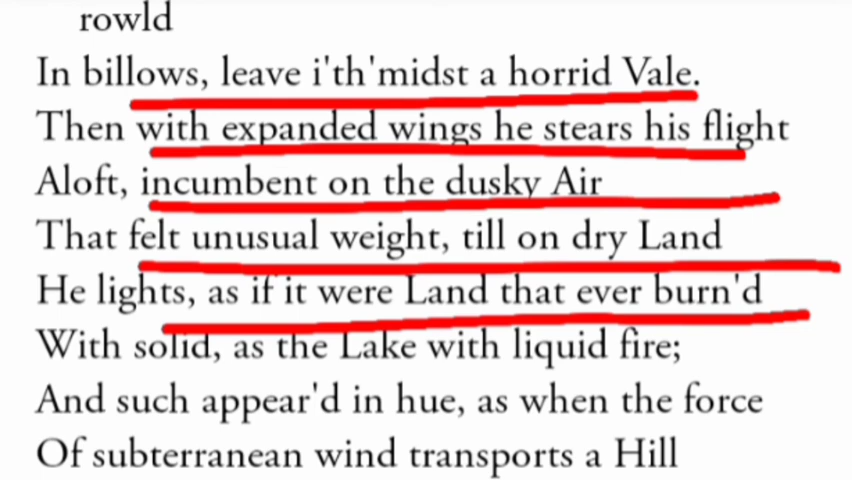 rowld
In billows, leave i'th'midst a horrid Vale.
Then with expanded wings he stears his flight
Aloft, incumbent on the dusky Air
That felt unusual weight, till on dry Land
He lights, as if it were Land that ever burn'd
With solid, as the Lake with liquid fire;
And such appear'd in hue, as when the force
Of subterranean wind transports a Hill